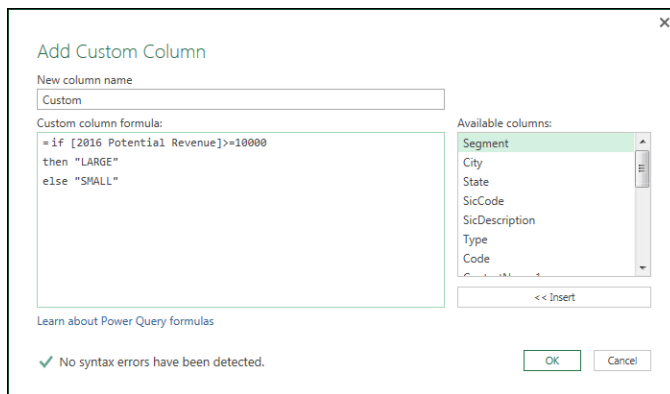 Add Custom Column
New column name
Custom
Custom column formula:
=if [2016 Potential Revenue]>=10000
then "LARGE"
else "SMALL"
Available columns:
Segment
City
State
SicCode
SicDescription
Type
Code
<< Insert
Learn about Power Query formulas
No syntax errors have been detected.
OK
Cancel